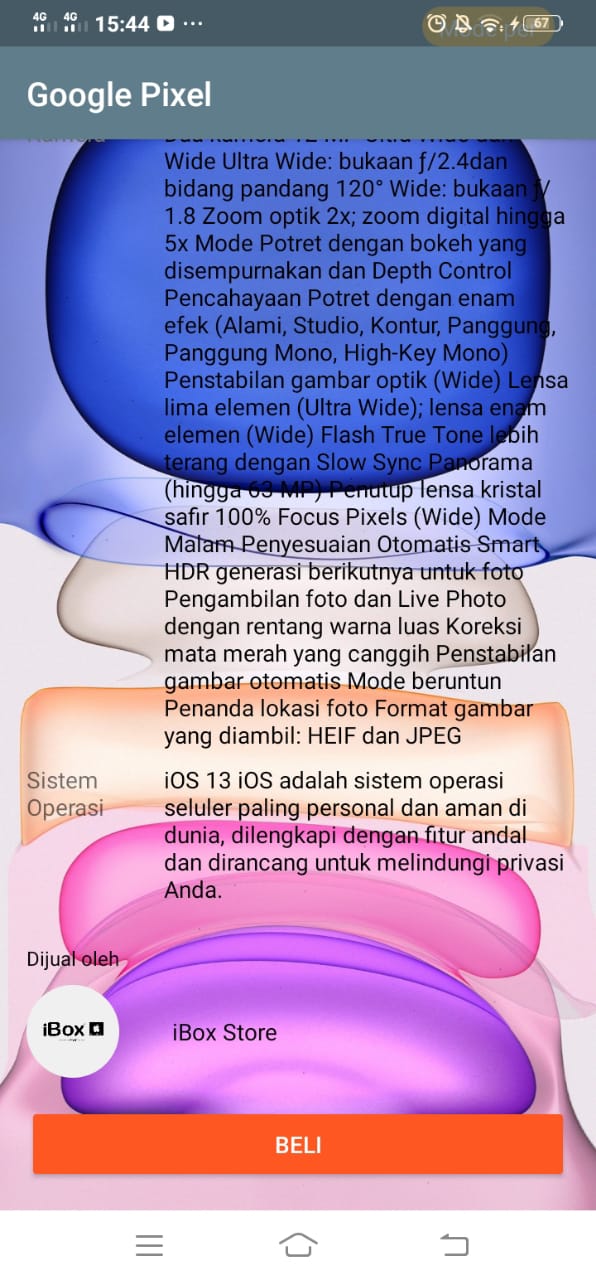 4G 4G 15:44 67
Google Pixel
Wide Ultra Wide: bukaan ƒ/2.4dan
bidang pandang 120° Wide: bukaan ƒ/
1.8 Zoom optik 2x; zoom digital hingga
5x Mode Potret dengan bokeh yang
disempurnakan dan Depth Control
Pencahayaan Potret dengan enam
efek (Alami, Studio, Kontur, Panggung,
Panggung Mono, High-Key Mono)
Penstabilan gambar optik (Wide) Lensa
lima elemen (Ultra Wide); lensa enam
elemen (Wide) Flash True Tone lebih
terang dengan Slow Sync Panorama
(hingga 63 MP) Penutup lensa kristal
safir 100% Focus Pixels (Wide) Mode
Malam Penyesuaian Otomatis Smart
HDR generasi berikutnya untuk foto
Pengambilan foto dan Live Photo
dengan rentang warna luas Koreksi
mata merah yang canggih Penstabilan
gambar otomatis Mode beruntun
Penanda lokasi foto Format gambar
yang diambil: HEIF dan JPEG
Sistem
Operasi
iOS 13 iOS adalah sistem operasi
seluler paling personal dan aman di
dunia, dilengkapi dengan fitur andal
dan dirancang untuk melindungi privasi
Anda.
Dijual oleh
iBox
iBox Store
BELI